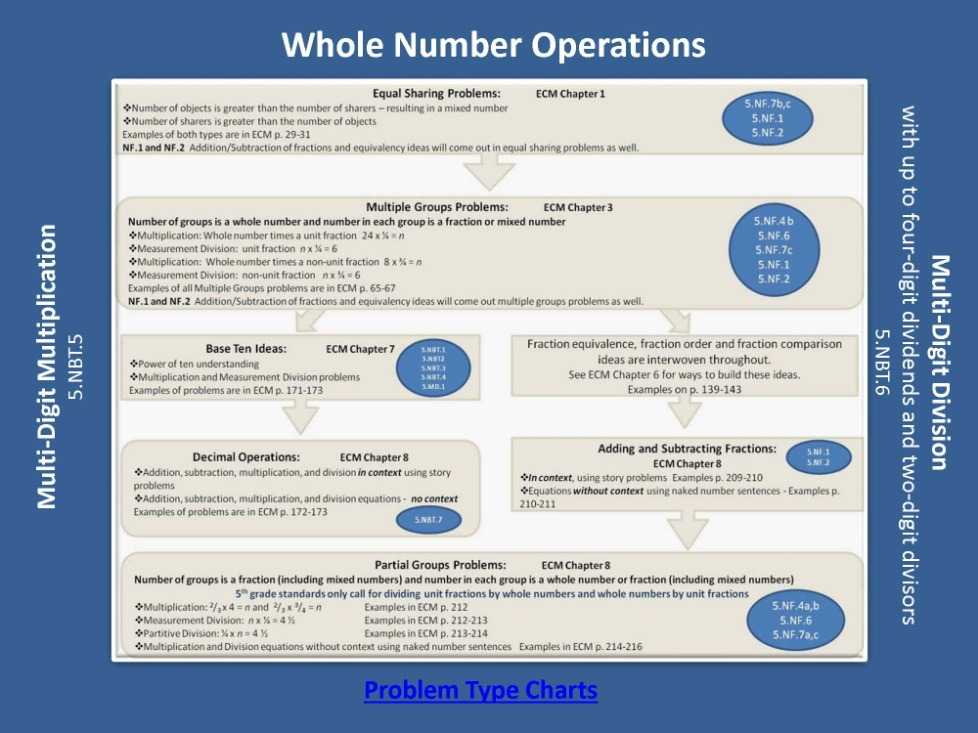 Whole Number Operations
Multi-Digit Multiplication
5.NBT.5
Equal Sharing Problems: ECM Chapter 1
❖Number of objects is greater than the number of sharers – resulting in a mixed number
❖Number of sharers is greater than the number of objects
Examples of both types are in ECM p. 29-31
NF.1 and NF.2 Addition/Subtraction of fractions and equivalency ideas will come out in equal sharing problems as well.
5.NF.7b,c
5.NF.1
5.NF.2
Multiple Groups Problems: ECM Chapter 3
Number of groups is a whole number and number in each group is a fraction or mixed number
❖Multiplication: Whole number times a unit fraction 24 x ¼ = n
❖Measurement Division: unit fraction n x ¼ = 6
❖Multiplication: Whole number times a non-unit fraction 8 x ¾ = n
❖Measurement Division: non-unit fraction n x ¾ = 6
Examples of all Multiple Groups problems are in ECM p. 65-67
NF.1 and NF.2 Addition/Subtraction of fractions and equivalency ideas will come out multiple groups problems as well.
5.NF.4 b
5.NF.6
5.NF.7c
5.NF.1
5.NF.2
Base Ten Ideas: ECM Chapter 7
❖Power of ten understanding
❖Multiplication and Measurement Division problems
Examples of problems are in ECM p. 171-173
5.NBT.1
5.NBT2
5.NBT.3
5.NBT.4
5.MD.1
Fraction equivalence, fraction order and fraction comparison
ideas are interwoven throughout.
See ECM Chapter 6 for ways to build these ideas.
Examples on p. 139-143
Decimal Operations: ECM Chapter 8
❖Addition, subtraction, multiplication, and division in context using story
problems
❖Addition, subtraction, multiplication, and division equations - no context
Examples of problems are in ECM p. 172-173
5.NBT.7
Adding and Subtracting Fractions:
ECM Chapter 8
❖In context, using story problems Examples p. 209-210
❖Equations without context using naked number sentences - Examples p.
210-211
5.NF.1
5.NF.2
Partial Groups Problems: ECM Chapter 8
Number of groups is a fraction (including mixed numbers) and number in each group is a whole number or fraction (including mixed numbers)
5th grade standards only call for dividing unit fractions by whole numbers and whole numbers by unit fractions
❖Multiplication: 2/3 x 4 = n and 2/3 x 3/4 = n Examples in ECM p. 212
❖Measurement Division: n x ¼ = 4 ½ Examples in ECM p. 212-213
❖Partitive Division: ¼ x n = 4 ½ Examples in ECM p. 213-214
❖Multiplication and Division equations without context using naked number sentences Examples in ECM p. 214-216
5.NF.4a,b
5.NF.6
5.NF.7a,c
Multi-Digit Division
with up to four-digit dividends and two-digit divisors
5.NBT.6
Problem Type Charts